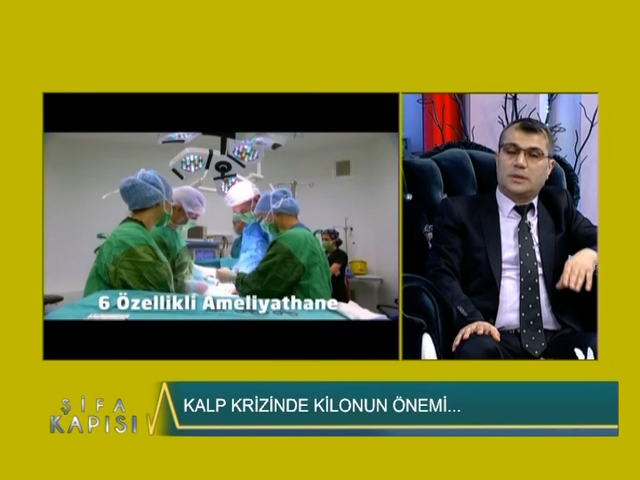 6 Özellikli Ameliyathane
ŞİFA
KAPISI
KALP KRİZİNDE KİLONUN ÖNEMİ...